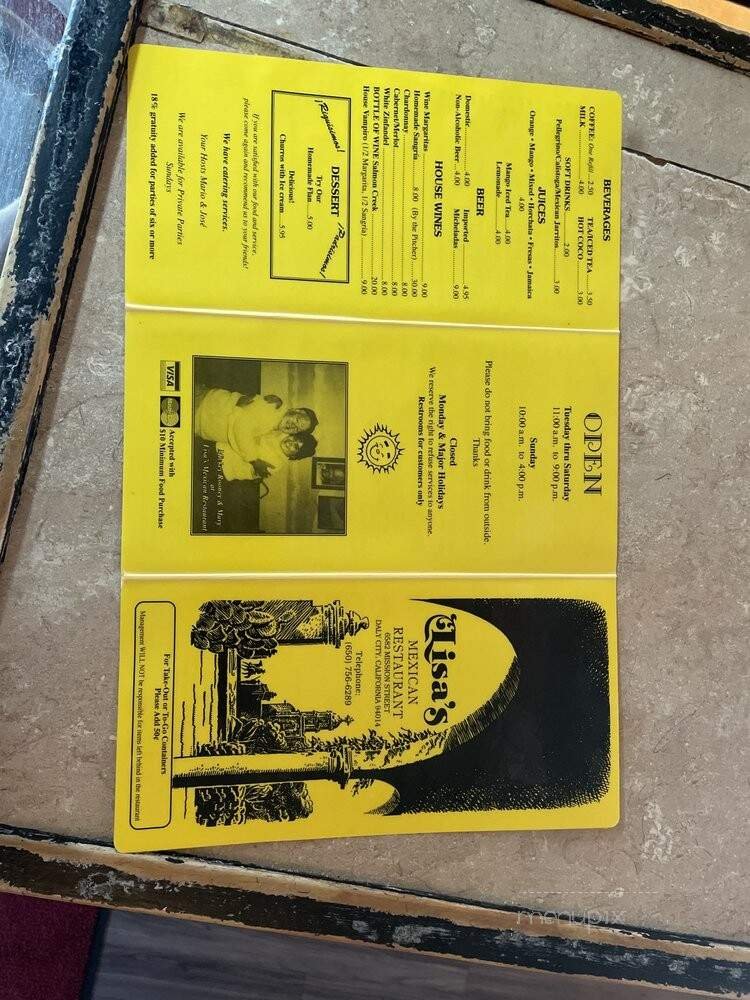 BEVERAGES
COFFEE: One Refill .. 2.50 TEA/ICED TEA ... 3.50
MILK ... 4.00 HOT COCO ... 3.00
SOFT DRINKS ... 2.00
Pellegrino/Calistoga/Mexican Jarritos ... 3.00
JUICES
Orange • Mango • Mixed • Horchata • Fresas • Jamaica
4.00
Mango Iced Tea ... 4.00
Lemonade ... 4.00
BEER
Domestic ... 4.00 Imported ... 4.95
Non-Alcoholic Beer .. 4.00 Micheladas ... 9.00
HOUSE WINES
Wine Margaritas ... 9.00
Homemade Sangria ... 8.00 (By the Pitcher) ... 30.00
Chardonnay ... 8.00
Cabernet/Merlot ... 8.00
White Zinfandel ... 8.00
BOTTLE OF WINE Salmon Creek ... 20.00
House Vampiro (1/2 Margarita, 1/2 Sangria) ... 9.00
DESSERT
¡Riquisimos!
Try Our
Homemade Flan ... 5.00
Delicious!
Churros with Ice cream ... 5.95
If you are satisfied with our food and service,
please come again and recommend us to your friends!
We have catering services.
Your Hosts Mario & José
We are available for Private Parties
Sundays
18% gratuity added for parties of six or more
OPEN
Tuesday thru Saturday
11:00 a.m. to 9:00 p.m.
Sunday
10:00 a.m. to 4:00 p.m.
Please do not bring food or drink from outside.
Thanks
Closed
Monday & Major Holidays
We reserve the right to refuse services to anyone.
Restrooms for customers only
Mickey Rooney & Mary
at
Lisa's Mexican Restaurant
VISA
Accepted with
$10 Minimum Food Purchase
Lisa's
MEXICAN
RESTAURANT
6582 MISSION STREET
DALY CITY, CALIFORNIA 94014
Telephone:
(650) 756-6289
For Take-Out or To-Go Containers
Please Add 50¢
Management WILL NOT be responsible for items left behind in the restaurant
menupix